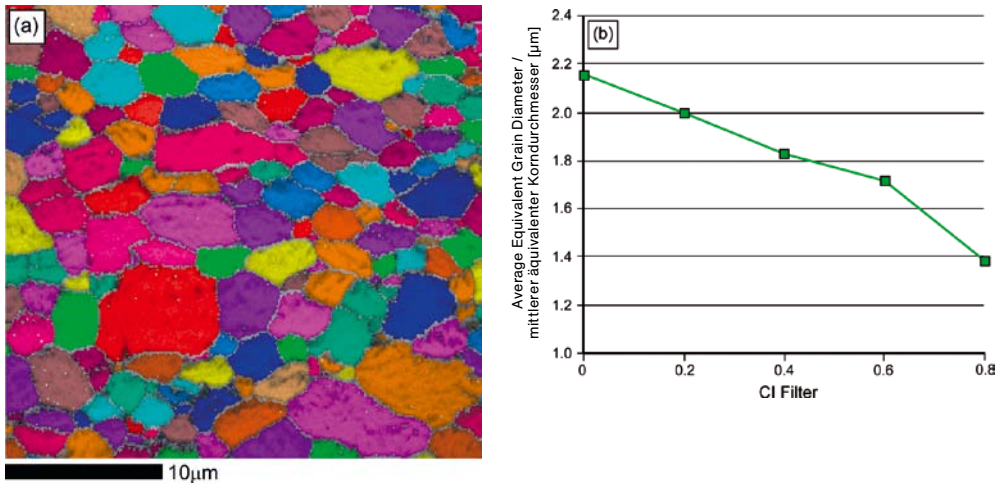 (a)
10µm
(b)
Average Equivalent Grain Diameter /
mittlerer äquivalenter Korndurchmesser [µm]
2.4
2.2
2.0
1.8
1.6
1.4
1.2
1.0
0 0.2 0.4 0.6 0.8
CI Filter